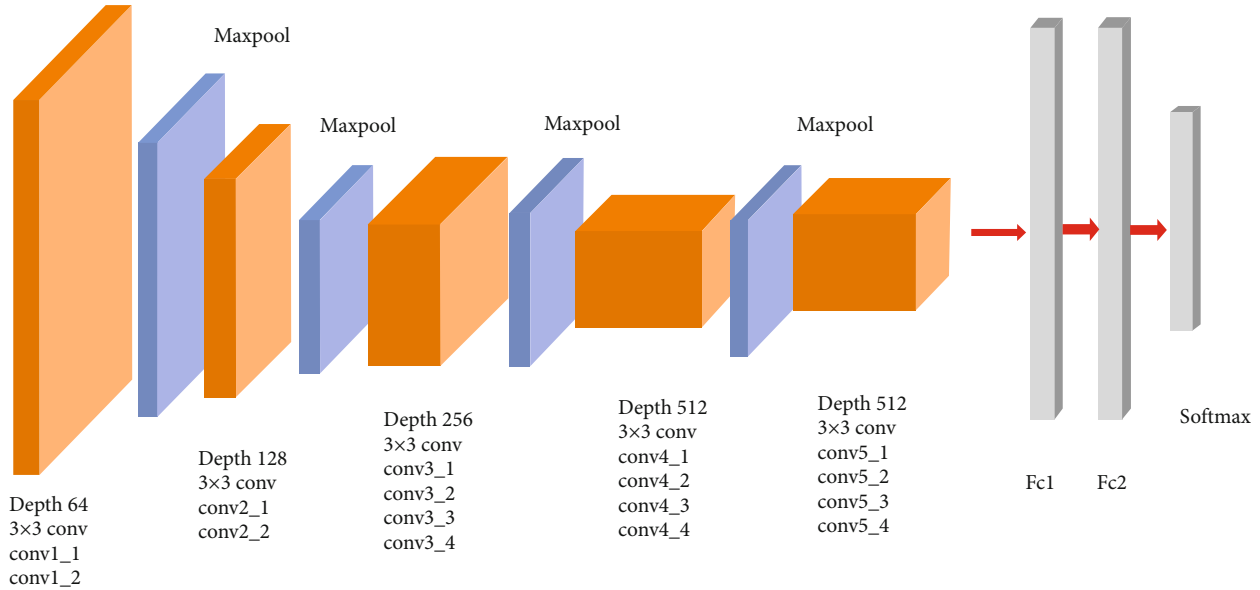 Maxpool
Maxpool
Maxpool
Maxpool
Depth 64
3×3 conv
conv1_1
conv1_2
Depth 128
3×3 conv
conv2_1
conv2_2
Depth 256
3×3 conv
conv3_1
conv3_2
conv3_3
conv3_4
Depth 512
3×3 conv
conv4_1
conv4_2
conv4_3
conv4_4
Depth 512
3×3 conv
conv5_1
conv5_2
conv5_3
conv5_4
Fc1
Fc2
Softmax